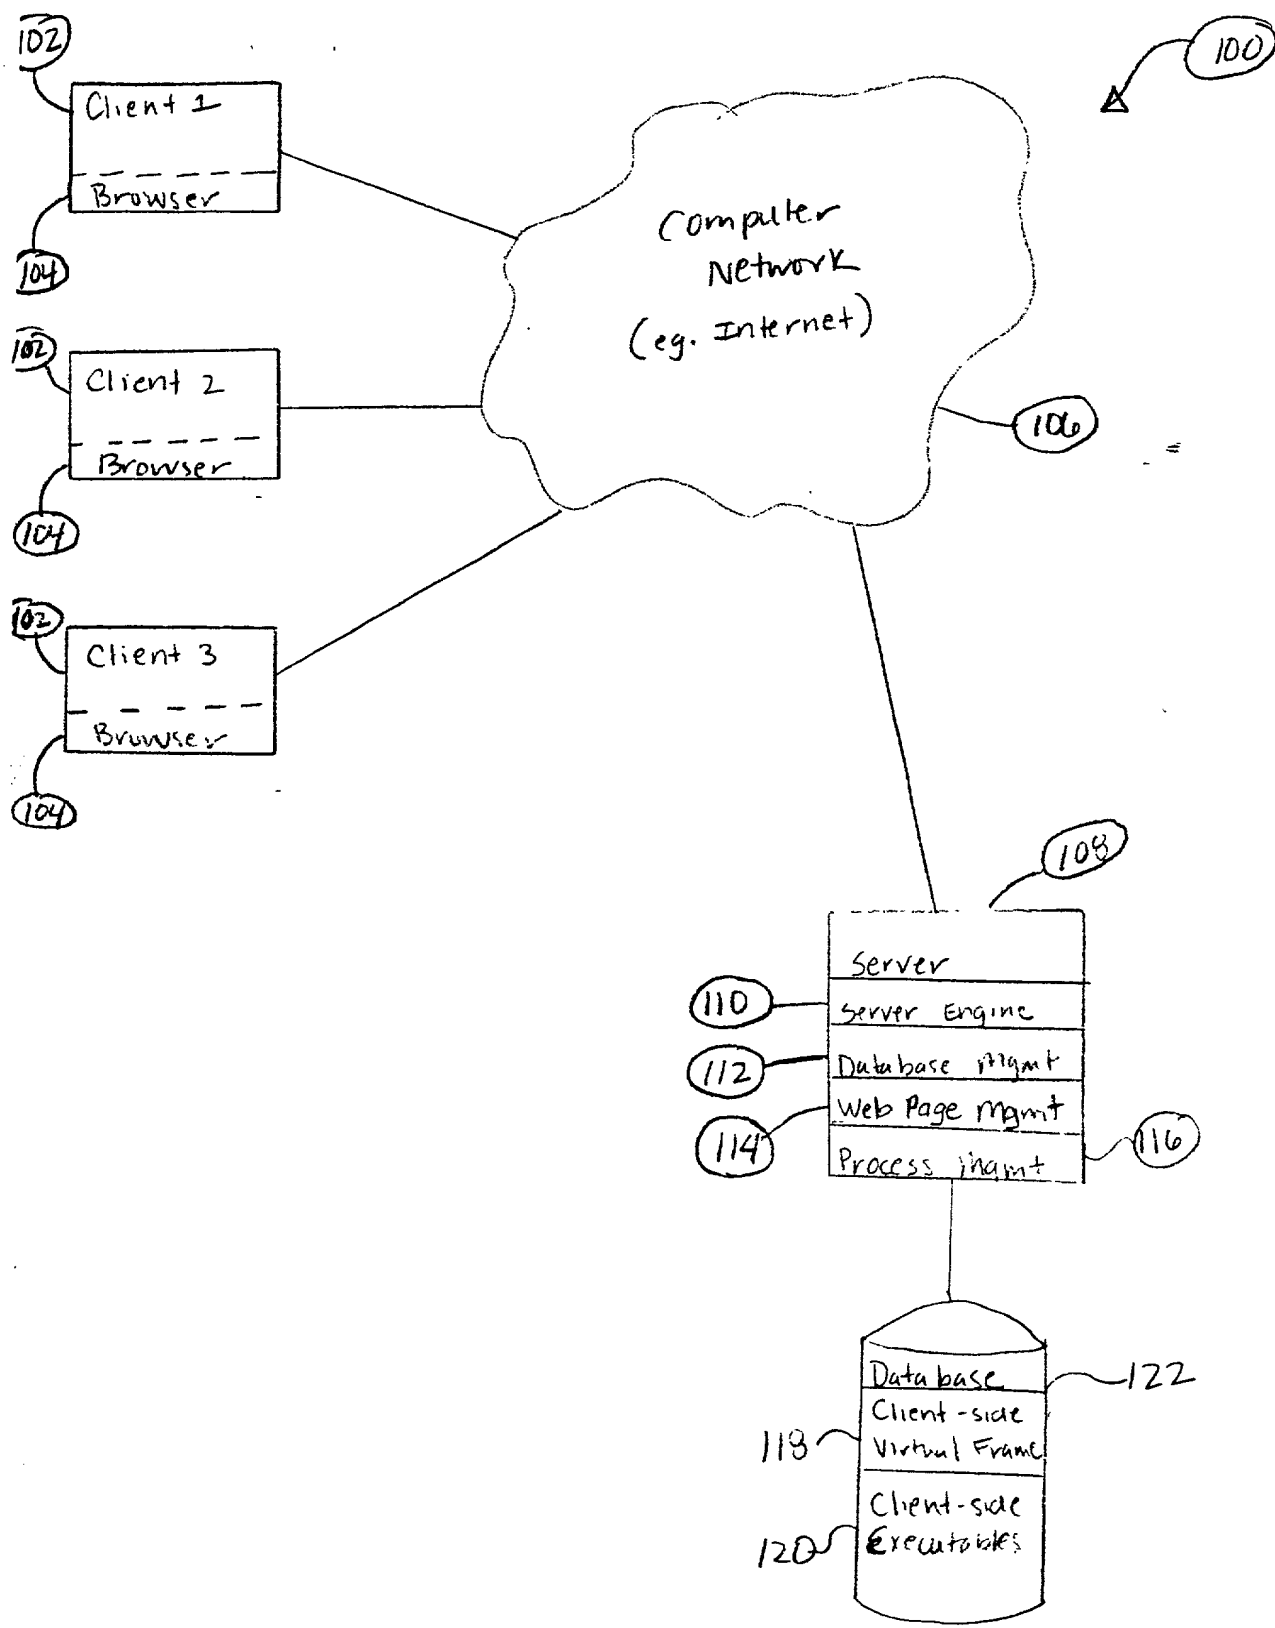 102
100
Client 1
Browser
104
Computer
Network
(eg. Internet)
102
Client 2
Browser
104
106
102
Client 3
Browser
104
108
Server
110
Server Engine
112
Database Mgmt
114
Web Page Mgmt
116
Process Mgmt
Database
122
118
Client-side
Virtual Frame
120
Client-side
Executables